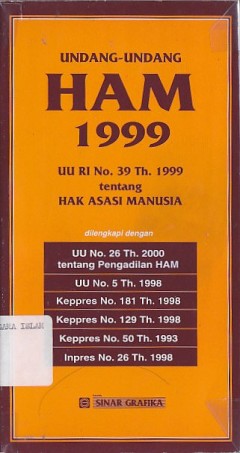 UNDANG-UNDANG
HAM
1999
UU RI No. 39 Th. 1999
tentang
HAK ASASI MANUSIA
dilengkapi dengan
UU No. 26 Th. 2000
tentang Pengadilan HAM
UU No. 5 Th. 1998
Keppres No. 181 Th. 1998
Keppres No. 129 Th. 1998
Keppres No. 50 Th. 1993
Inpres No. 26 Th. 1998
SINAR GRAFIKA